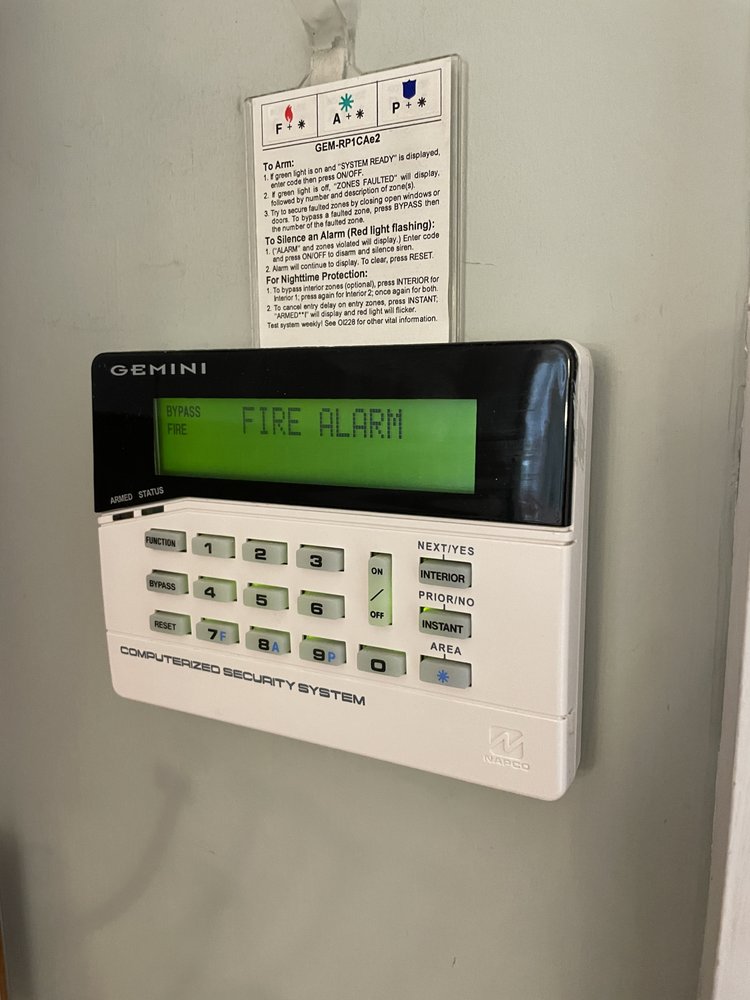 F + * A + * P + *
GEM-RP1CAe2
To Arm:
1. If green light is on and "SYSTEM READY" is displayed,
enter code then press ON/OFF.
2. If green light is off, "ZONES FAULTED" will display,
followed by number and description of zone(s).
3. Try to secure faulted zones by closing open windows or
doors. To bypass a faulted zone, press BYPASS then
the number of the faulted zone.
To Silence an Alarm (Red light flashing):
1. ("ALARM" and zones violated will display.) Enter code
and press ON/OFF to disarm and silence siren.
2. Alarm will continue to display. To clear, press RESET.
For Nighttime Protection:
1. To bypass interior zones (optional), press INTERIOR for
Interior 1; press again for Interior 2; once again for both.
2. To cancel entry delay on entry zones, press INSTANT;
"ARMED**I" will display and red light will flicker.
Test system weekly! See OI228 for other vital information.
GEMINI
BYPASS FIRE ALARM
FIRE
ARMED STATUS
NEXT/YES
FUNCTION 1 2 3 ON INTERIOR
PRIOR/NO
BYPASS 4 5 6 / OFF INSTANT
AREA
RESET 7F 8A 9P 0 *
COMPUTERIZED SECURITY SYSTEM
NAPCO